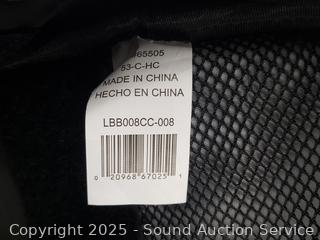 65505
53-C-HC
MADE IN CHINA
HECHO EN CHINA
LBB008CC-008
0 20968 67025 1
Copyright 2025 - Sound Auction Service